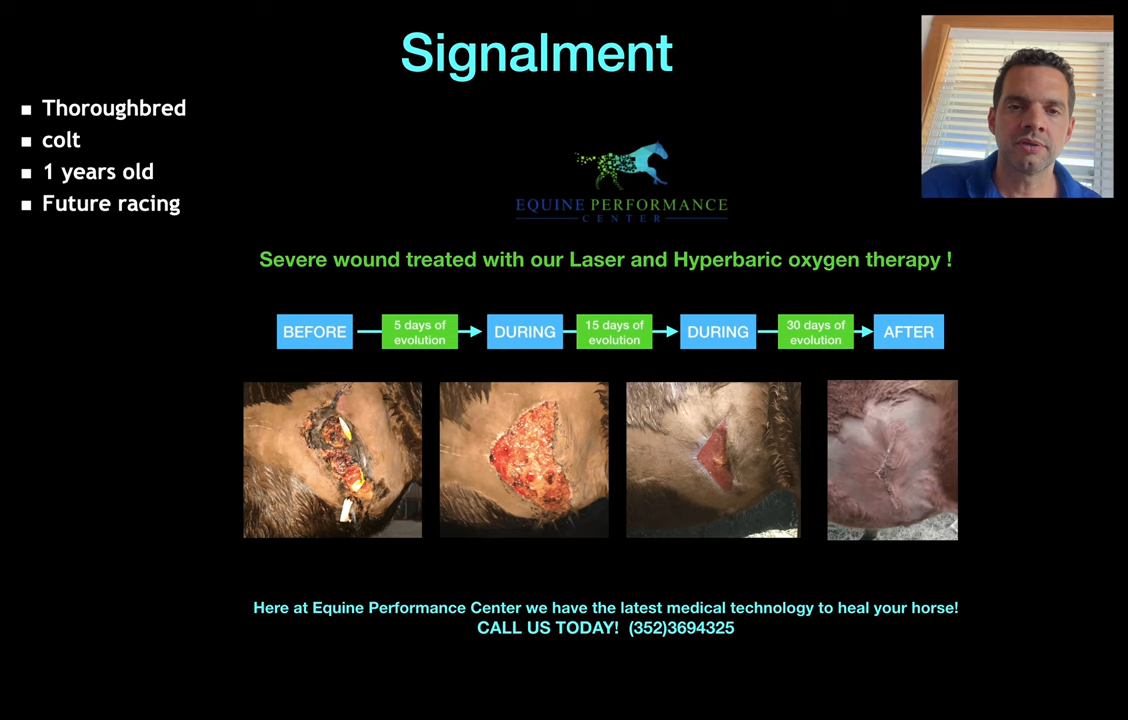 Signalment
Thoroughbred
colt
1 years old
Future racing
EQUINE PERFORMANCE
CENTER
Severe wound treated with our Laser and Hyperbaric oxygen therapy !
BEFORE
5 days of
evolution
DURING
15 days of
evolution
DURING
30 days of
evolution
AFTER
Here at Equine Performance Center we have the latest medical technology to heal your horse!
CALL US TODAY! (352)3694325